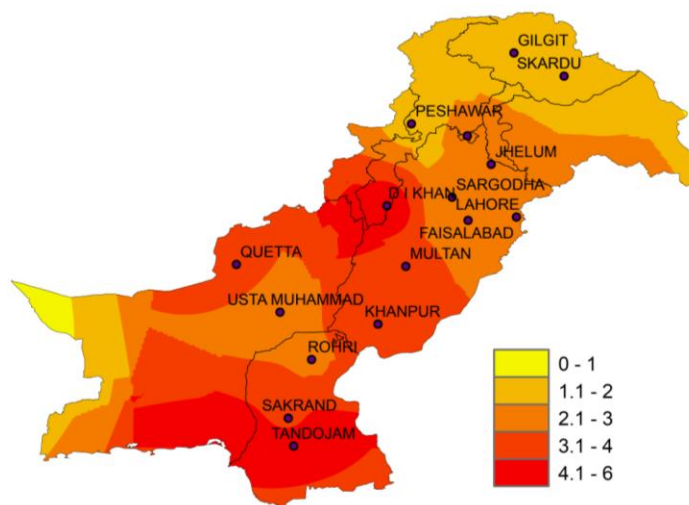 GILGIT
SKARDU
PESHAWAR
JHELUM
SARGODHA
D I KHAN
LAHORE
FAISALABAD
QUETTA
MULTAN
USTA MUHAMMAD
KHANPUR
ROHRI
SAKRAND
TANDOJAM
0 - 1
1.1 - 2
2.1 - 3
3.1 - 4
4.1 - 6